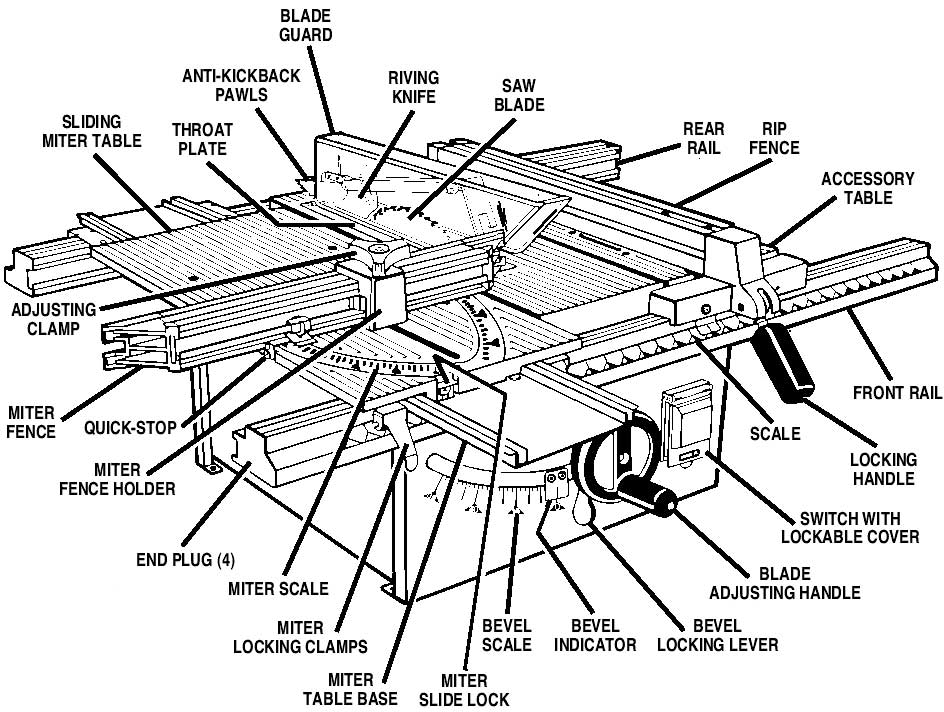 BLADE
GUARD
ANTI-KICKBACK
PAWLS
RIVING
KNIFE
SAW
BLADE
SLIDING
MITER TABLE
THROAT
PLATE
REAR
RAIL
RIP
FENCE
ACCESSORY
TABLE
ADJUSTING
CLAMP
MITER
FENCE
QUICK-STOP
MITER
FENCE HOLDER
END PLUG (4)
MITER SCALE
MITER
LOCKING CLAMPS
MITER
TABLE BASE
MITER
SLIDE LOCK
BEVEL
SCALE
BEVEL
INDICATOR
BEVEL
LOCKING LEVER
BLADE
ADJUSTING HANDLE
SWITCH WITH
LOCKABLE COVER
LOCKING
HANDLE
SCALE
FRONT RAIL